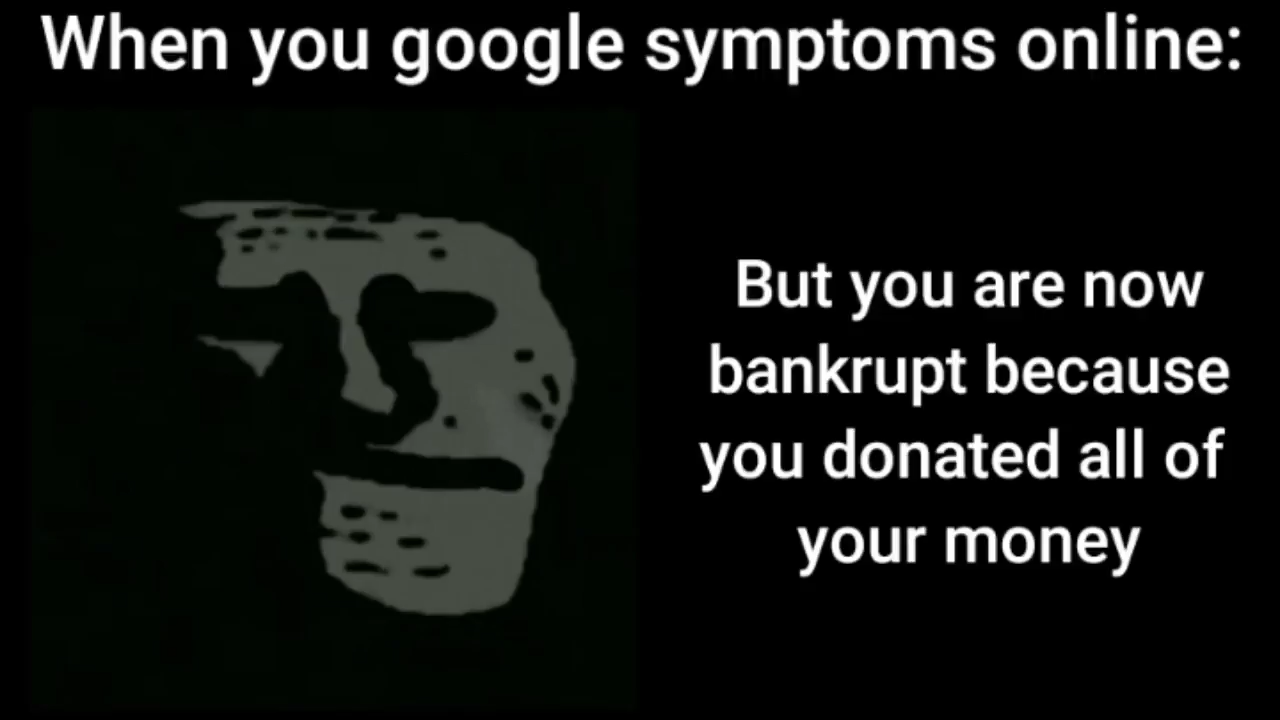 When you google symptoms online:
But you are now
bankrupt because
you donated all of
your money